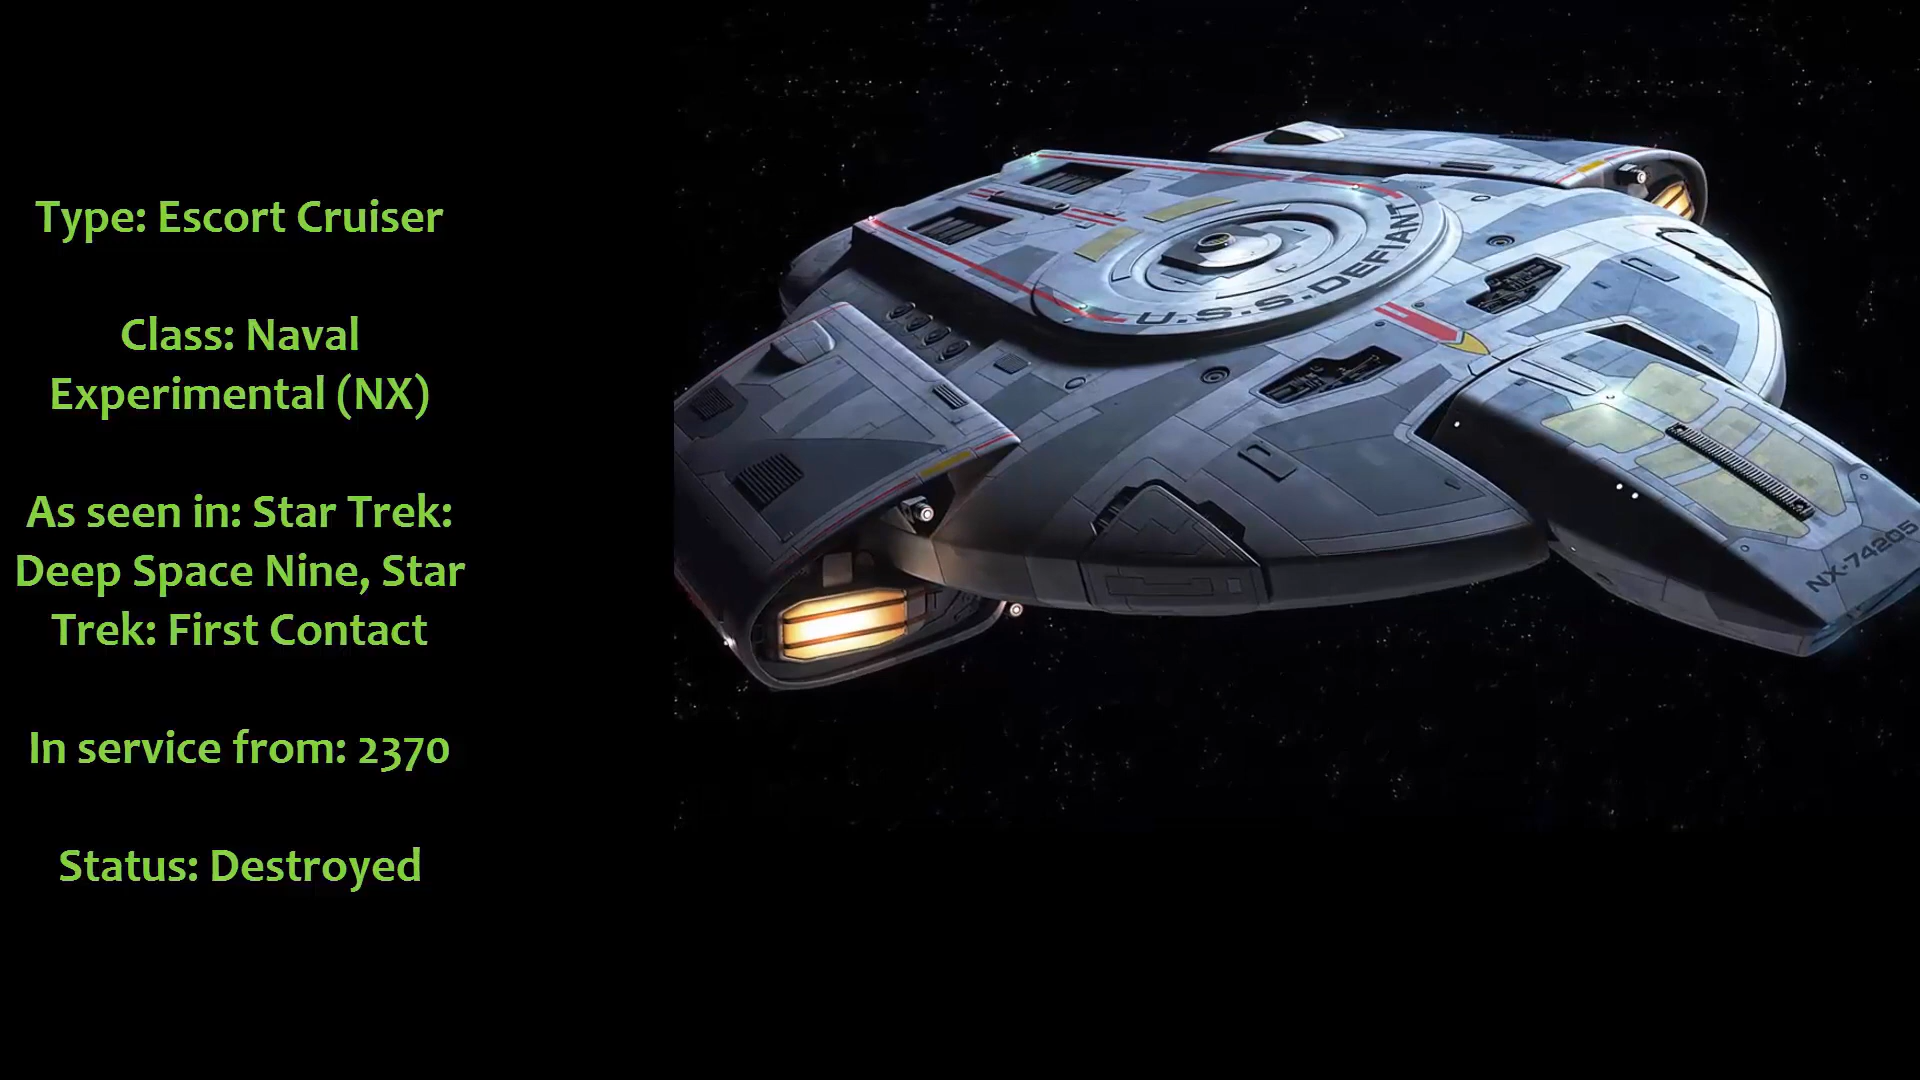 Type: Escort Cruiser
Class: Naval
Experimental (NX)
As seen in: Star Trek:
Deep Space Nine, Star
Trek: First Contact
In service from: 2370
Status: Destroyed
U.S.S. DEFIANT
NX-74205